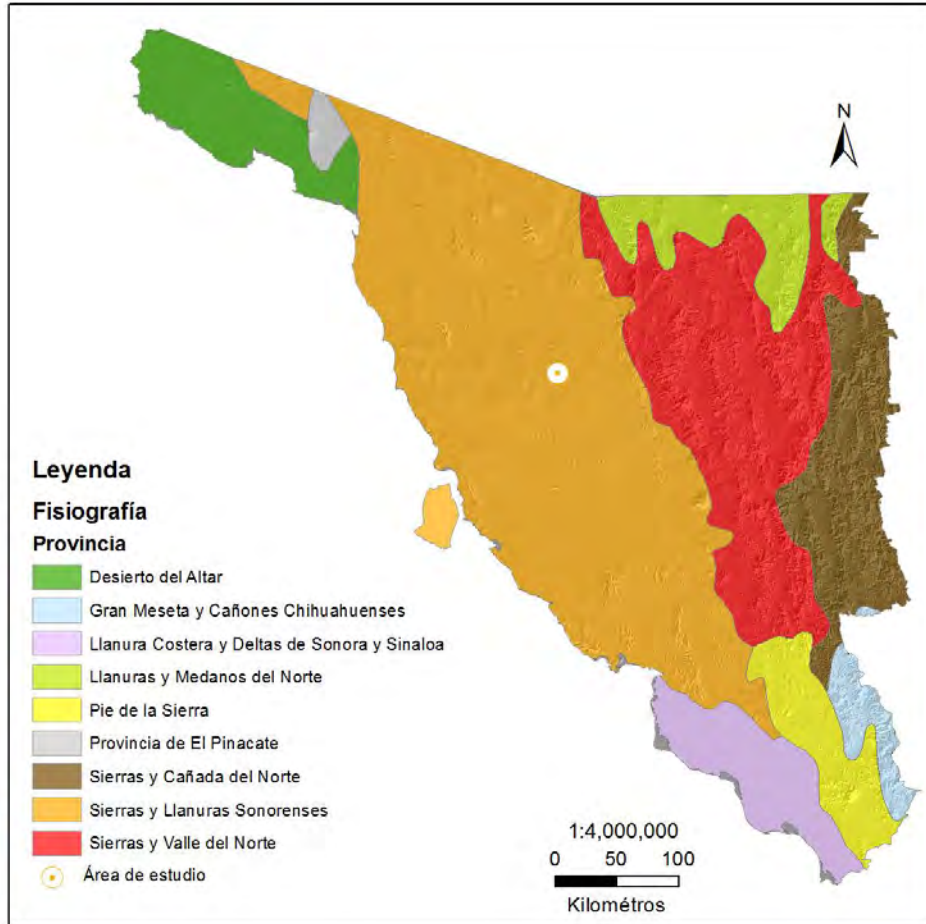 N
Leyenda
Fisiografía
Provincia
Desierto del Altar
Gran Meseta y Cañones Chihuahuenses
Llanura Costera y Deltas de Sonora y Sinaloa
Llanuras y Medanos del Norte
Pie de la Sierra
Provincia de El Pinacate
Sierras y Cañada del Norte
Sierras y Llanuras Sonorenses
Sierras y Valle del Norte
Área de estudio
1:4,000,000
0 50 100
Kilométros